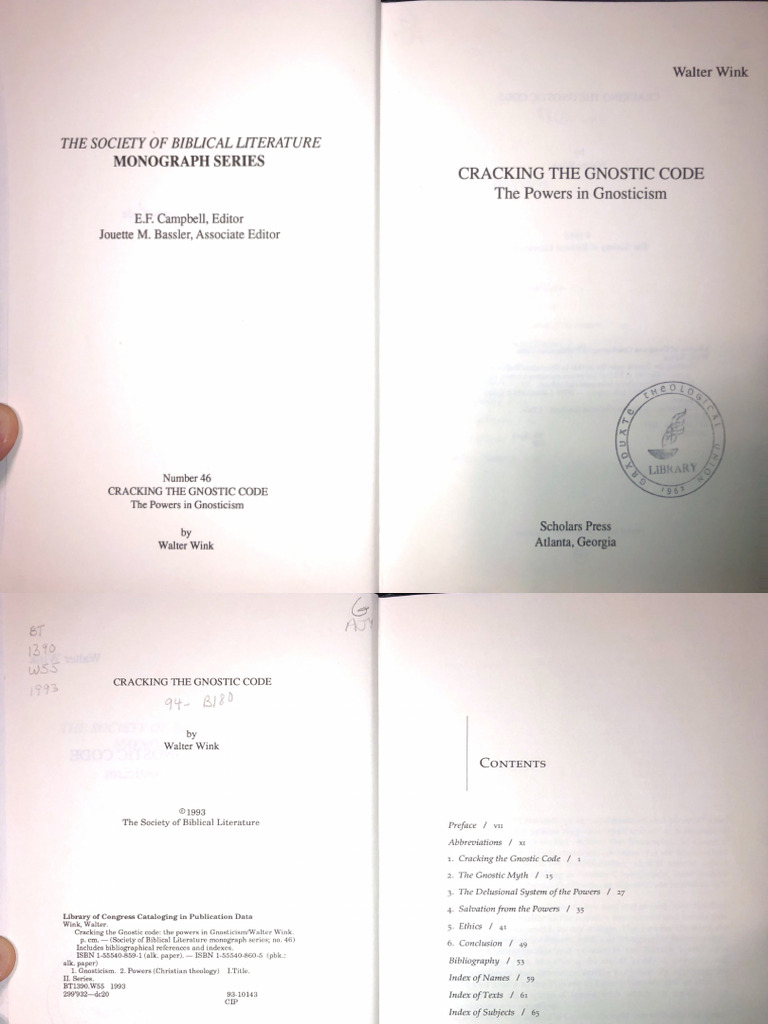 THE SOCIETY OF BIBLICAL LITERATURE
MONOGRAPH SERIES
E.F. Campbell, Editor
Jouette M. Bassler, Associate Editor
Number 46
CRACKING THE GNOSTIC CODE
The Powers in Gnosticism
by
Walter Wink
Walter Wink
CRACKING THE GNOSTIC CODE
The Powers in Gnosticism
GRADUATE THEOLOGICAL UNION
LIBRARY
1962
Scholars Press
Atlanta, Georgia
BT
1390
W55
1993
G
CRACKING THE GNOSTIC CODE
94- B180
by
Walter Wink
©1993
The Society of Biblical Literature
Library of Congress Cataloging in Publication Data
Wink, Walter.
Cracking the Gnostic code: the powers in Gnosticism/Walter Wink.
p. cm. — (Society of Biblical Literature monograph series; no. 46)
Includes bibliographical references and indexes.
ISBN 1-55540-859-1 (alk. paper). — ISBN 1-55540-860-5 (pbk.:
alk. paper)
1. Gnosticism. 2. Powers (Christian theology) I.Title.
II. Series.
BT1390.W55 1993
299'932—dc20 93-10143
CIP
CONTENTS
Preface / vii
Abbreviations / xi
1. Cracking the Gnostic Code / 1
2. The Gnostic Myth / 15
3. The Delusional System of the Powers / 27
4. Salvation from the Powers / 35
5. Ethics / 41
6. Conclusion / 49
Bibliography / 53
Index of Names / 59
Index of Texts / 61
Index of Subjects / 65